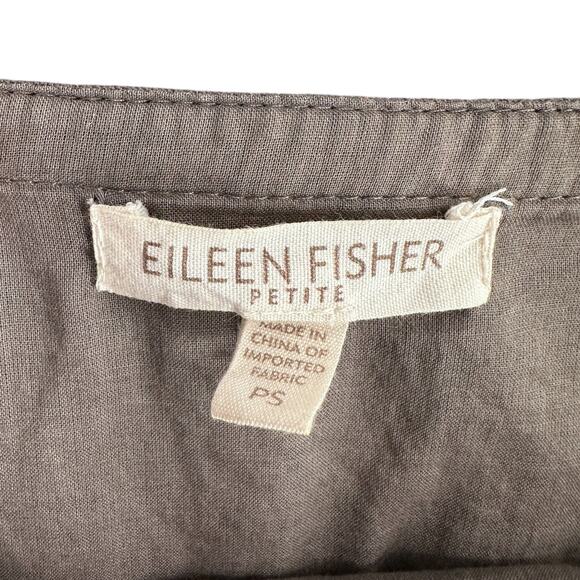 EILEEN FISHER
PETITE
MADE IN
CHINA OF
IMPORTED
FABRIC
PS